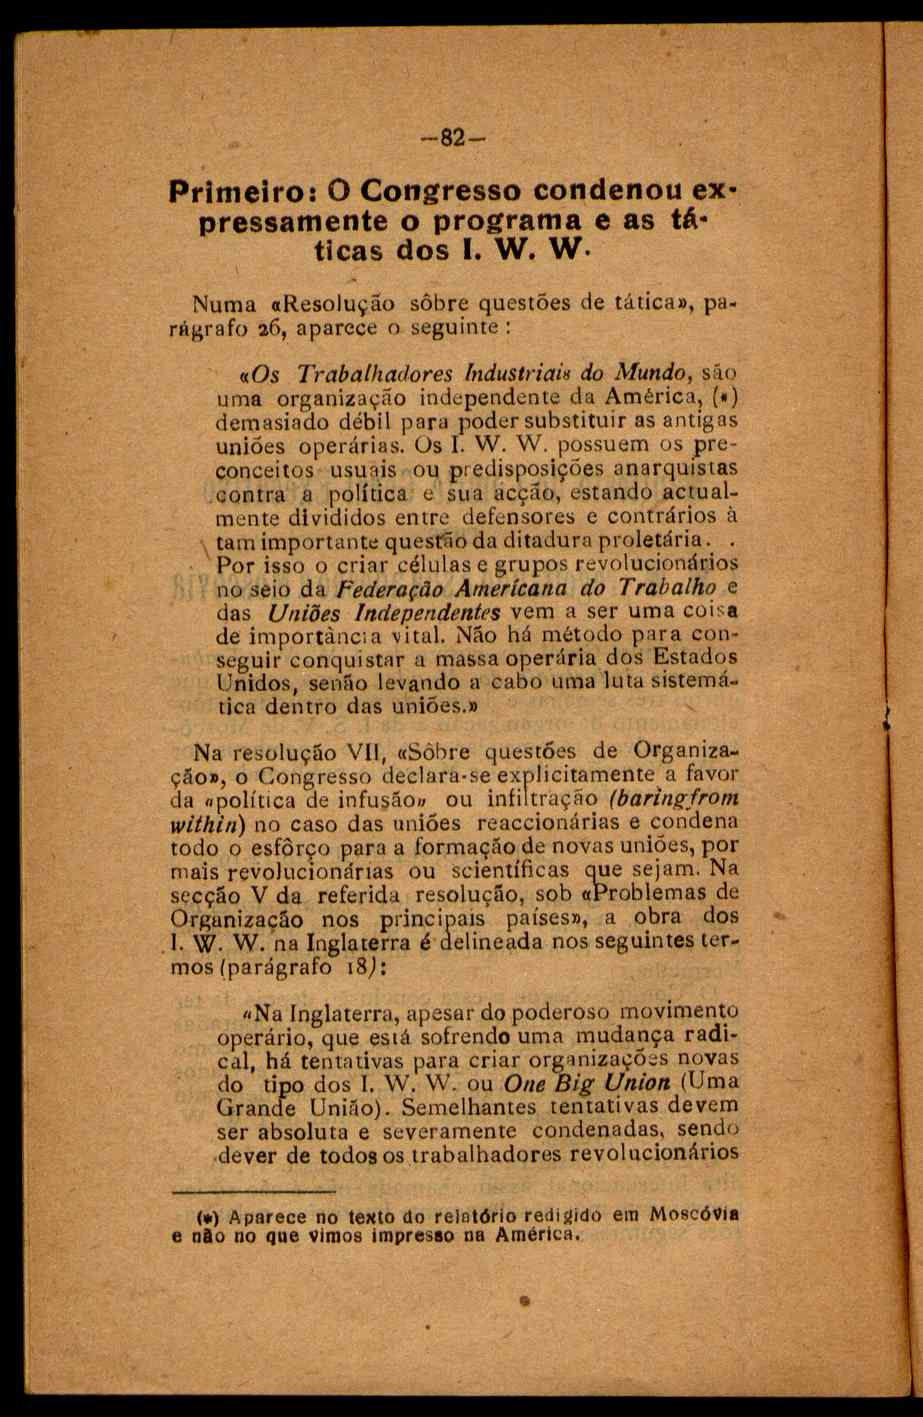 —82—
Primeiro: O Congresso condenou ex-
pressamente o programa e as tá-
ticas dos I. W. W.
Numa «Resolução sôbre questões de tática», pa-
rágrafo 26, aparece o seguinte :
«Os Trabalhadores Industriais do Mundo, são
uma organização independente da América, (*)
demasiado débil para poder substituir as antigas
uniões operárias. Os I. W. W. possuem os pre-
conceitos usuais ou predisposições anarquistas
contra a política e sua acção, estando actual-
mente divididos entre defensores e contrários à
tam importante questão da ditadura proletária. .
Por isso o criar células e grupos revolucionários
no seio da Federação Americana do Trabalho e
das Uniões Independentes vem a ser uma coisa
de importância vital. Não há método para con-
seguir conquistar a massa operária dos Estados
Unidos, senão levando a cabo uma luta sistemá-
tica dentro das uniões.»
Na resolução VII, «Sôbre questões de Organiza-
ção», o Congresso declara-se explicitamente a favor
da «política de infusão» ou infiltração (baring from
within) no caso das uniões reaccionárias e condena
todo o esfôrço para a formação de novas uniões, por
mais revolucionárias ou scientíficas que sejam. Na
secção V da referida resolução, sob «Problemas de
Organização nos principais países», a obra dos
I. W. W. na Inglaterra é delineada nos seguintes ter-
mos (parágrafo 18):
«Na Inglaterra, apesar do poderoso movimento
operário, que está sofrendo uma mudança radi-
cal, há tentativas para criar organizações novas
do tipo dos I. W. W. ou One Big Union (Uma
Grande União). Semelhantes tentativas devem
ser absoluta e severamente condenadas, sendo
dever de todos os trabalhadores revolucionários
(*) Aparece no texto do relatório redigido em Moscóvia
e não no que vimos impresso na América.